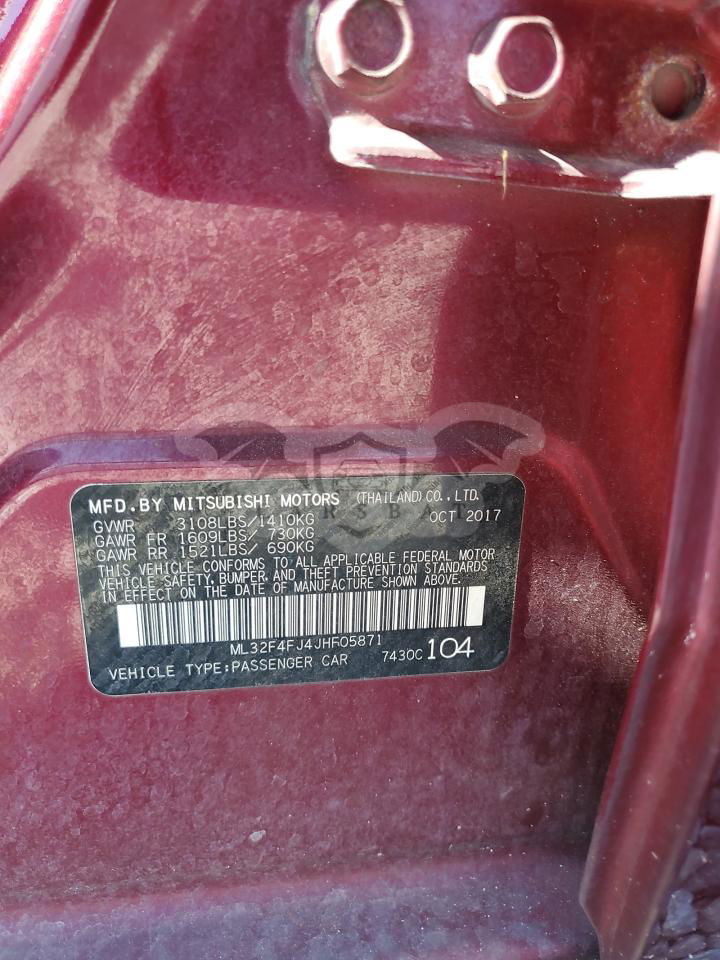 MFD.BY MITSUBISHI MOTORS (THAILAND) CO.,LTD.
GVWR 3108LBS/1410KG OCT 2017
GAWR FR 1609LBS/ 730KG
GAWR RR 1521LBS/ 690KG
THIS VEHICLE CONFORMS TO ALL APPLICABLE FEDERAL MOTOR
VEHICLE SAFETY, BUMPER, AND THEFT PREVENTION STANDARDS
IN EFFECT ON THE DATE OF MANUFACTURE SHOWN ABOVE.
ML32F4FJ4JHF05871
VEHICLE TYPE:PASSENGER CAR 7430C 104